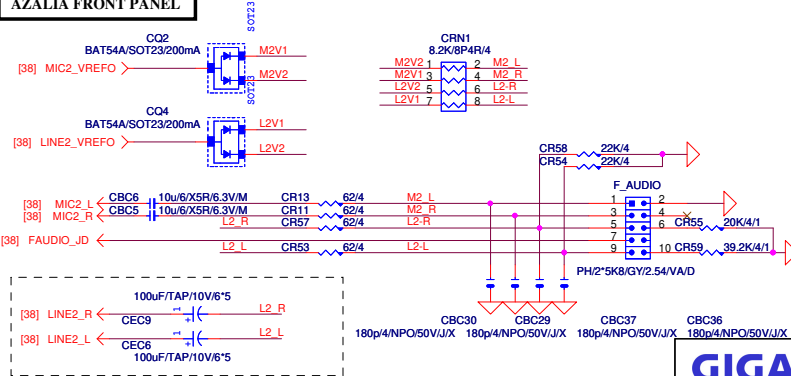 AZALIA FRONT PANEL
SOT23
CQ2
BAT54A/SOT23/200mA
[38] MIC2_VREFO
M2V1
M2V2
SOT23
CQ4
BAT54A/SOT23/200mA
[38] LINE2_VREFO
L2V1
L2V2
CRN1
8.2K/8P4R/4
M2V2 1 2 M2_L
M2V1 3 4 M2_R
L2V2 5 6 L2-R
L2V1 7 8 L2-L
CR58 22K/4
CR54 22K/4
F_AUDIO
[38] MIC2_L CBC6 10u/6/X5R/6.3V/M CR13 62/4 M2_L 1 2
[38] MIC2_R CBC5 10u/6/X5R/6.3V/M CR11 62/4 M2_R 3 4
L2_R CR57 62/4 L2-R 5 6 CR55 20K/4/1
[38] FAUDIO_JD 7
L2_L CR53 62/4 L2-L 9 10 CR59 39.2K/4/1
PH/2*5K8/GY/2.54/VA/D
100uF/TAP/10V/6*5
[38] LINE2_R 1 L2_R
CEC9
[38] LINE2_L 1 L2_L
CEC6
100uF/TAP/10V/6*5
CBC30 CBC29 CBC37 CBC36
180p/4/NPO/50V/J/X 180p/4/NPO/50V/J/X 180p/4/NPO/50V/J/X 180p/4/NPO/50V/J/X
GIGA